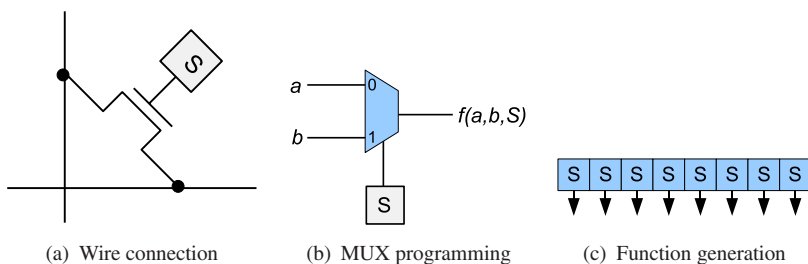 S
a
0
b
1
f(a,b,S)
S
S S S S S S S S
(a) Wire connection
(b) MUX programming
(c) Function generation